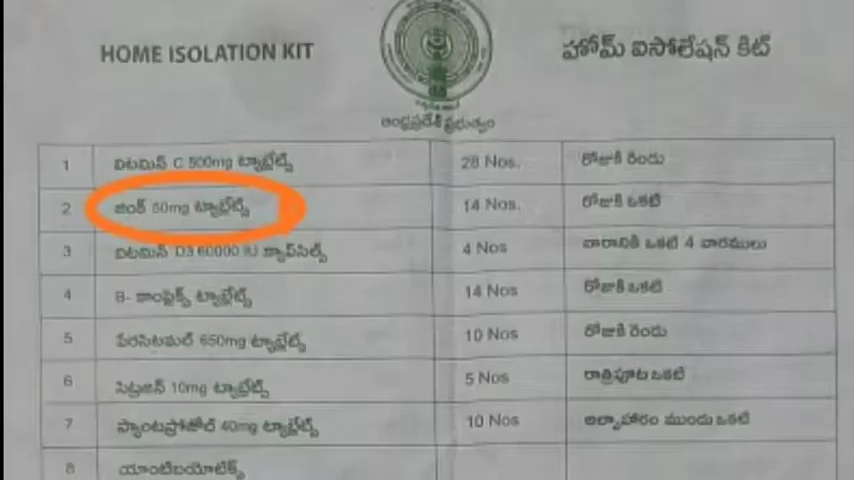 HOME ISOLATION KIT
హోమ్ ఐసోలేషన్ కిట్
ఆంధ్రప్రదేశ్ ప్రభుత్వం
1 విటమిన్ C 500mg ట్యాబ్లేట్స్ 28 Nos. రోజుకి రెండు
2 జింక్ 50mg ట్యాబ్లేట్స్ 14 Nos. రోజుకి ఒకటి
3 విటమిన్ D3 60000 IU క్యాప్‌సిల్స్ 4 Nos వారానికి ఒకటి 4 వారములు
4 B- కాంప్లెక్స్ ట్యాబ్లేట్స్ 14 Nos రోజుకి ఒకటి
5 పేరసిటమల్ 650mg ట్యాబ్లేట్స్ 10 Nos రోజుకి రెండు
6 సిట్రజిన్ 10mg ట్యాబ్లేట్స్ 5 Nos రాత్రిపూట ఒకటి
7 ప్యాంటప్రోజోల్ 40mg ట్యాబ్లేట్స్ 10 Nos అల్పాహారం ముందు ఒకటి
8 యాంటిబయోటిక్స్